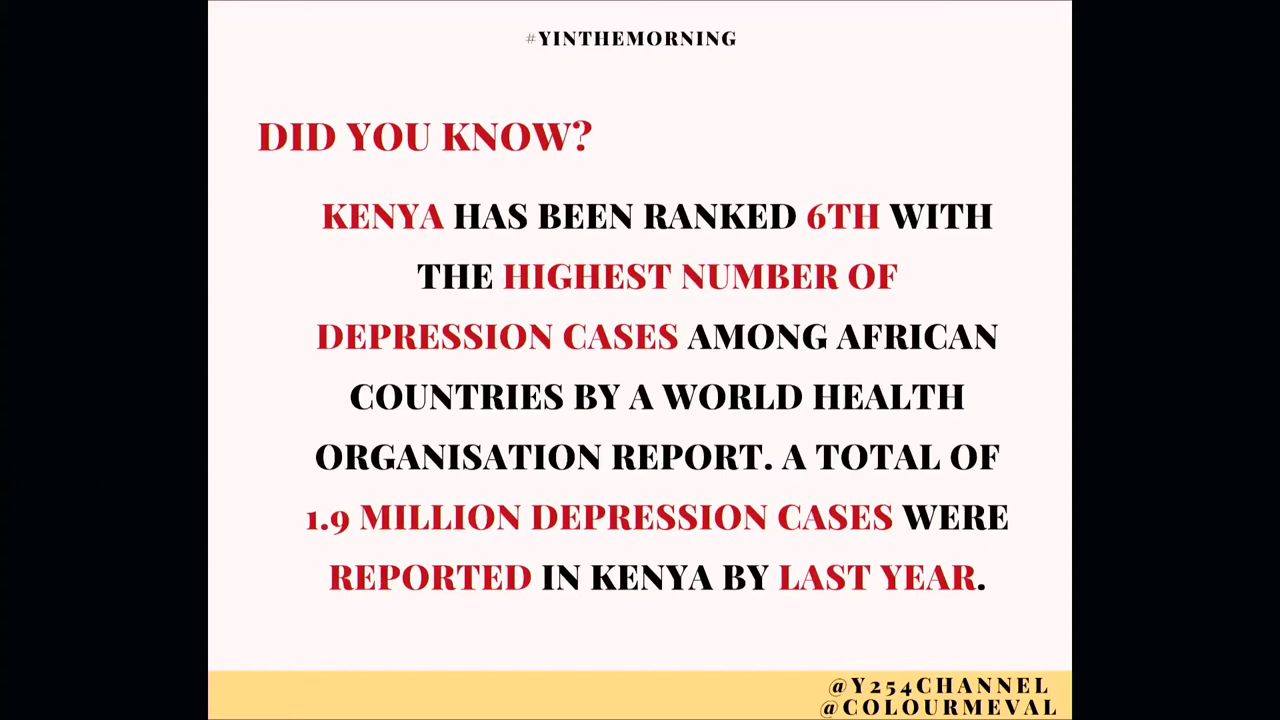 #YINTHEMORNING
DID YOU KNOW?
KENYA HAS BEEN RANKED 6TH WITH
THE HIGHEST NUMBER OF
DEPRESSION CASES AMONG AFRICAN
COUNTRIES BY A WORLD HEALTH
ORGANISATION REPORT. A TOTAL OF
1.9 MILLION DEPRESSION CASES WERE
REPORTED IN KENYA BY LAST YEAR.
@Y254CHANNEL
@COLOURMEVAL